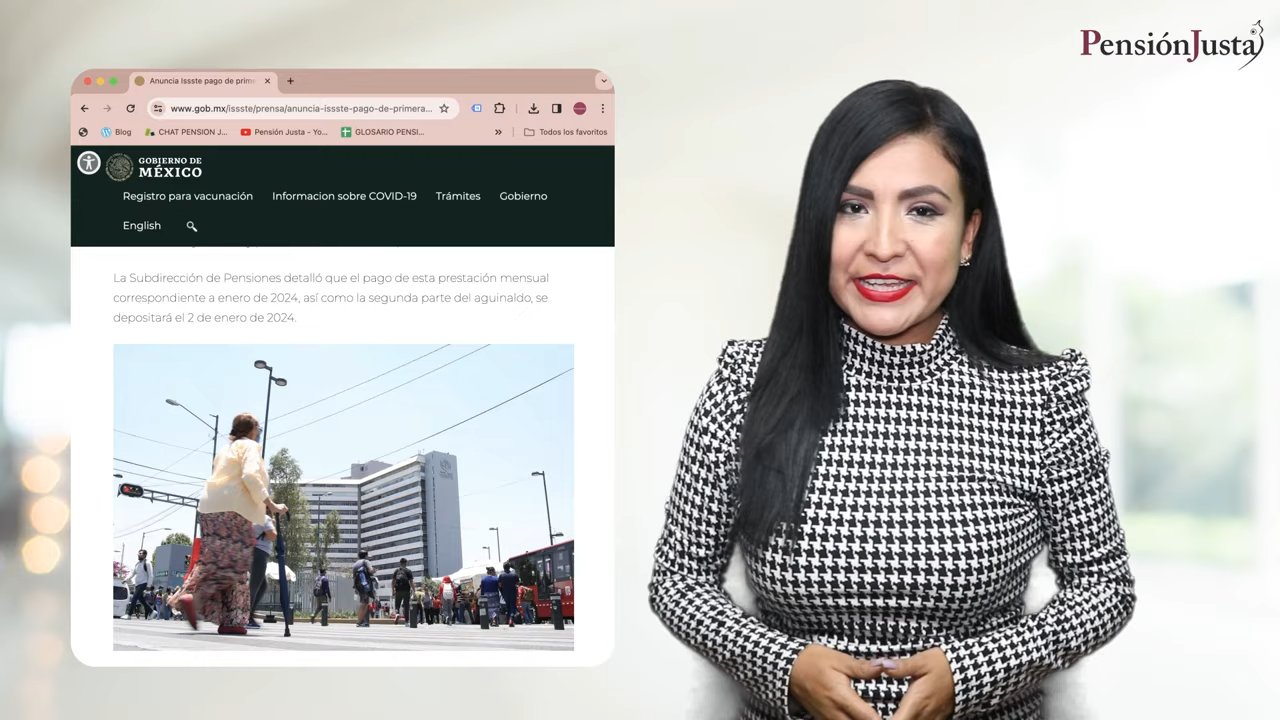 PensiónJusta
Anuncia Issste pago de prime
www.gob.mx/issste/prensa/anuncia-issste-pago-de-primera...
Blog
CHAT PENSION J...
Pensión Justa - Yo...
GLOSARIO PENSI...
Todos los favoritos
GOBIERNO DE
MÉXICO
Registro para vacunación
Informacion sobre COVID-19
Trámites
Gobierno
English
La Subdirección de Pensiones detalló que el pago de esta prestación mensual
correspondiente a enero de 2024, así como la segunda parte del aguinaldo, se
depositará el 2 de enero de 2024.